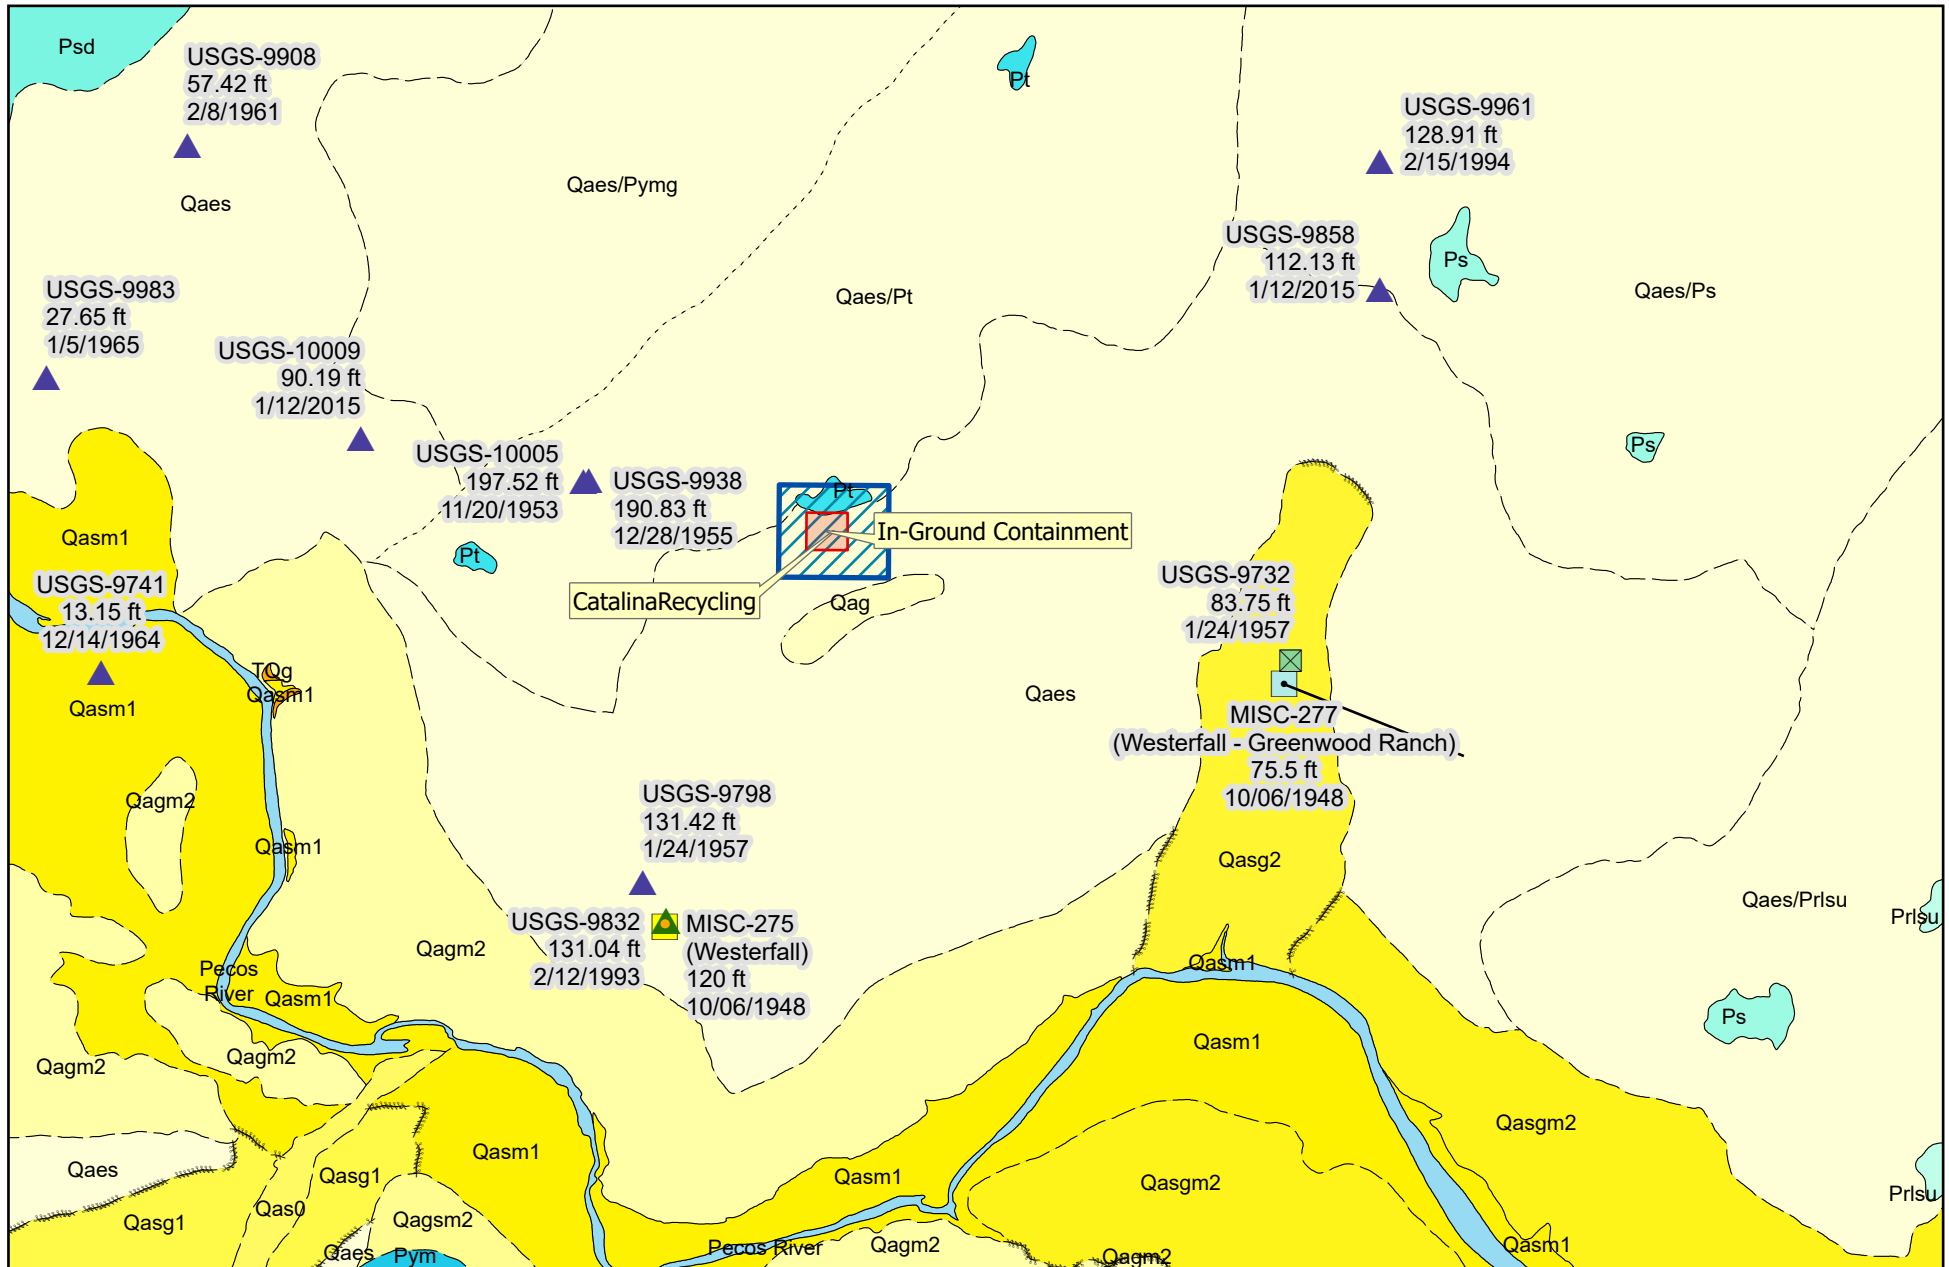 Psd
USGS-9908
57.42 ft
2/8/1961
Qaes
Pt
USGS-9961
128.91 ft
2/15/1994
Qaes/Pymg
USGS-9858
112.13 ft
1/12/2015
Ps
Qaes/Ps
Qaes/Pt
USGS-9983
27.65 ft
1/5/1965
USGS-10009
90.19 ft
1/12/2015
USGS-10005
197.52 ft
11/20/1953
USGS-9938
190.83 ft
12/28/1955
Pt
Ps
In-Ground Containment
CatalinaRecycling
Pt
Qag
Qasm1
USGS-9741
13.15 ft
12/14/1964
Qasm1
TQg
Qasm1
USGS-9732
83.75 ft
1/24/1957
Qaes
MISC-277
(Westerfall - Greenwood Ranch)
75.5 ft
10/06/1948
Qagm2
Qasm1
USGS-9798
131.42 ft
1/24/1957
Qasg2
USGS-9832
131.04 ft
2/12/1993
MISC-275
(Westerfall)
120 ft
10/06/1948
Qaes/Prlsu
Prlsu
Qagm2
Pecos
River
Qasm1
Qasm1
Ps
Qagm2
Qagm2
Qasm1
Qasgm2
Qaes
Qasg1
Qasm1
Qasm1
Qasgm2
Prlsu
Qasg1
Qas0
Qagsm2
Qaes
Pym
Pecos River
Qagm2
Qagm2
Qasm1